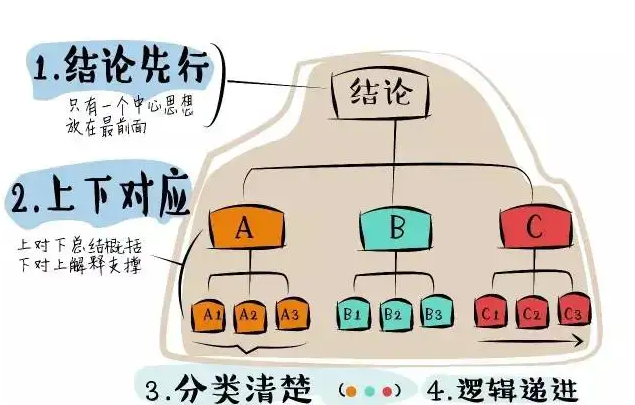 1.结论先行
只有一个中心思想
放在最前面
结论
2.上下对应
上对下总结概括
下对上解释支撑
A
B
C
A1 A2 A3
B1 B2 B3
C1 C2 C3
3.分类清楚 (●●●) 4.逻辑递进